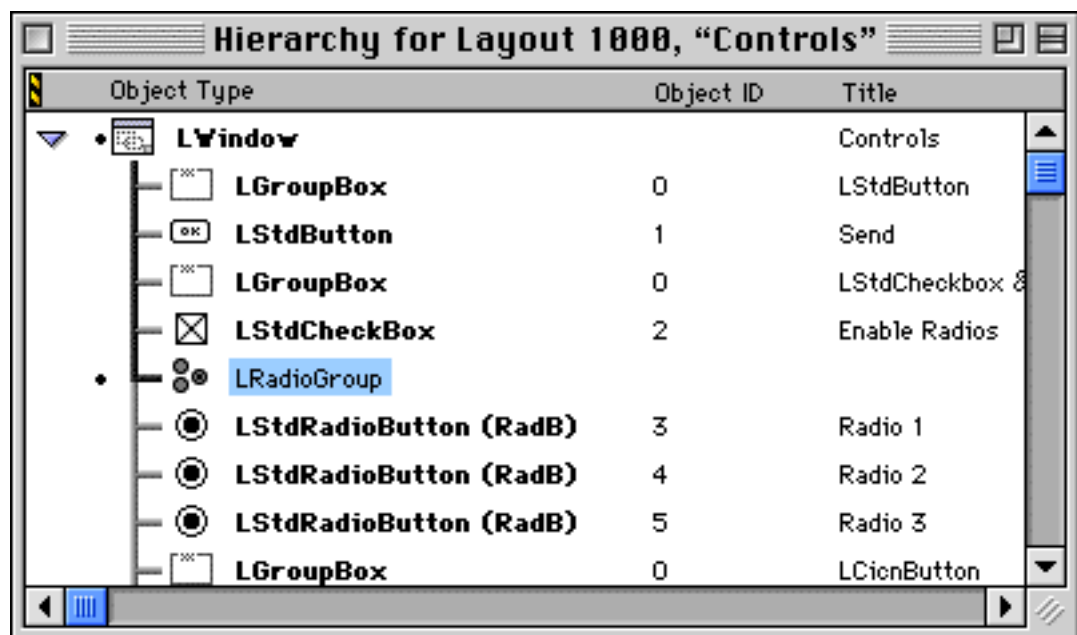 Hierarchy for Layout 1000, “Controls”
Object Type Object ID Title
LWindow Controls
LGroupBox 0 LStdButton
OK LStdButton 1 Send
LGroupBox 0 LStdCheckbox &
LStdCheckBox 2 Enable Radios
LRadioGroup
LStdRadioButton (RadB) 3 Radio 1
LStdRadioButton (RadB) 4 Radio 2
LStdRadioButton (RadB) 5 Radio 3
LGroupBox 0 LCicnButton